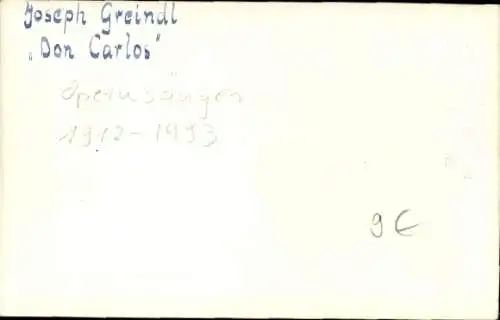 Joseph Greindl
„Don Carlos"
Opernsänger
1912-1993
9 €